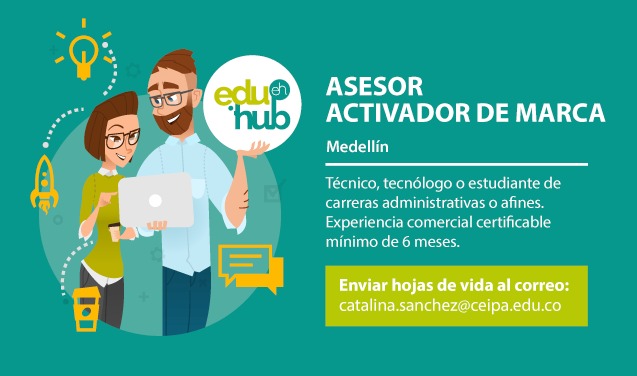 edu eh
hub
ASESOR
ACTIVADOR DE MARCA
Medellín
Técnico, tecnólogo o estudiante de
carreras administrativas o afines.
Experiencia comercial certificable
mínimo de 6 meses.
Enviar hojas de vida al correo:
catalina.sanchez@ceipa.edu.co